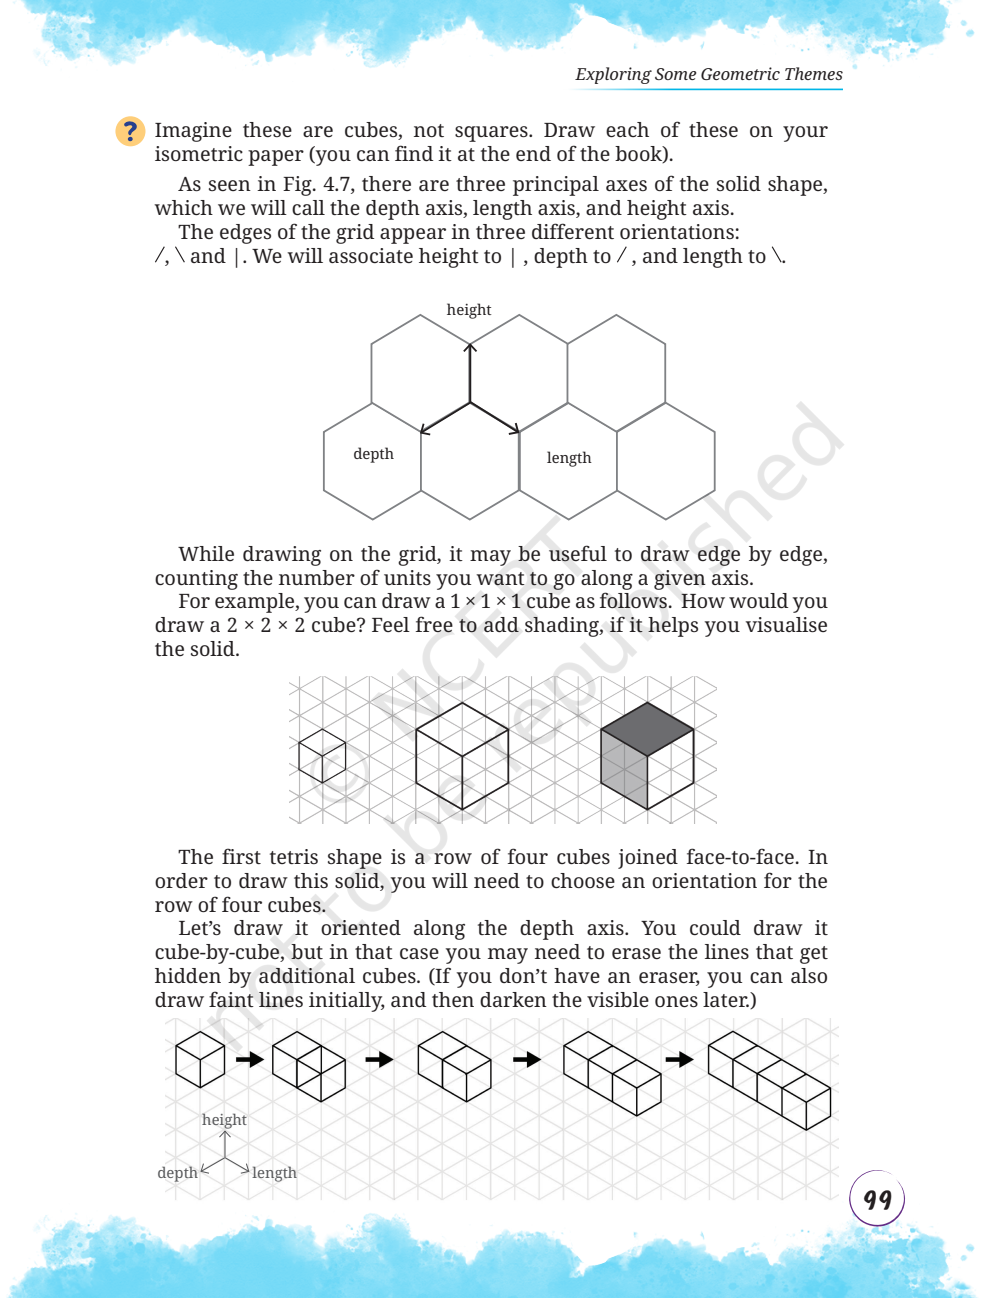 Exploring Some Geometric Themes
? Imagine these are cubes, not squares. Draw each of these on your
isometric paper (you can find it at the end of the book).
As seen in Fig. 4.7, there are three principal axes of the solid shape,
which we will call the depth axis, length axis, and height axis.
The edges of the grid appear in three different orientations:
/, \ and |. We will associate height to | , depth to / , and length to \.
height
depth
length
While drawing on the grid, it may be useful to draw edge by edge,
counting the number of units you want to go along a given axis.
For example, you can draw a 1 × 1 × 1 cube as follows. How would you
draw a 2 × 2 × 2 cube? Feel free to add shading, if it helps you visualise
the solid.
The first tetris shape is a row of four cubes joined face-to-face. In
order to draw this solid, you will need to choose an orientation for the
row of four cubes.
Let’s draw it oriented along the depth axis. You could draw it
cube-by-cube, but in that case you may need to erase the lines that get
hidden by additional cubes. (If you don’t have an eraser, you can also
draw faint lines initially, and then darken the visible ones later.)
height
depth
length
99
© NCERT
not to be republished